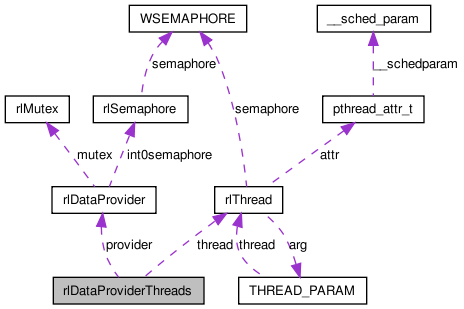 WSEMAPHORE
__sched_param
semaphore
__schedparam
rlMutex
rlSemaphore
semaphore
pthread_attr_t
mutex
int0semaphore
attr
rlDataProvider
rlThread
provider
thread
thread
arg
rlDataProviderThreads
THREAD_PARAM